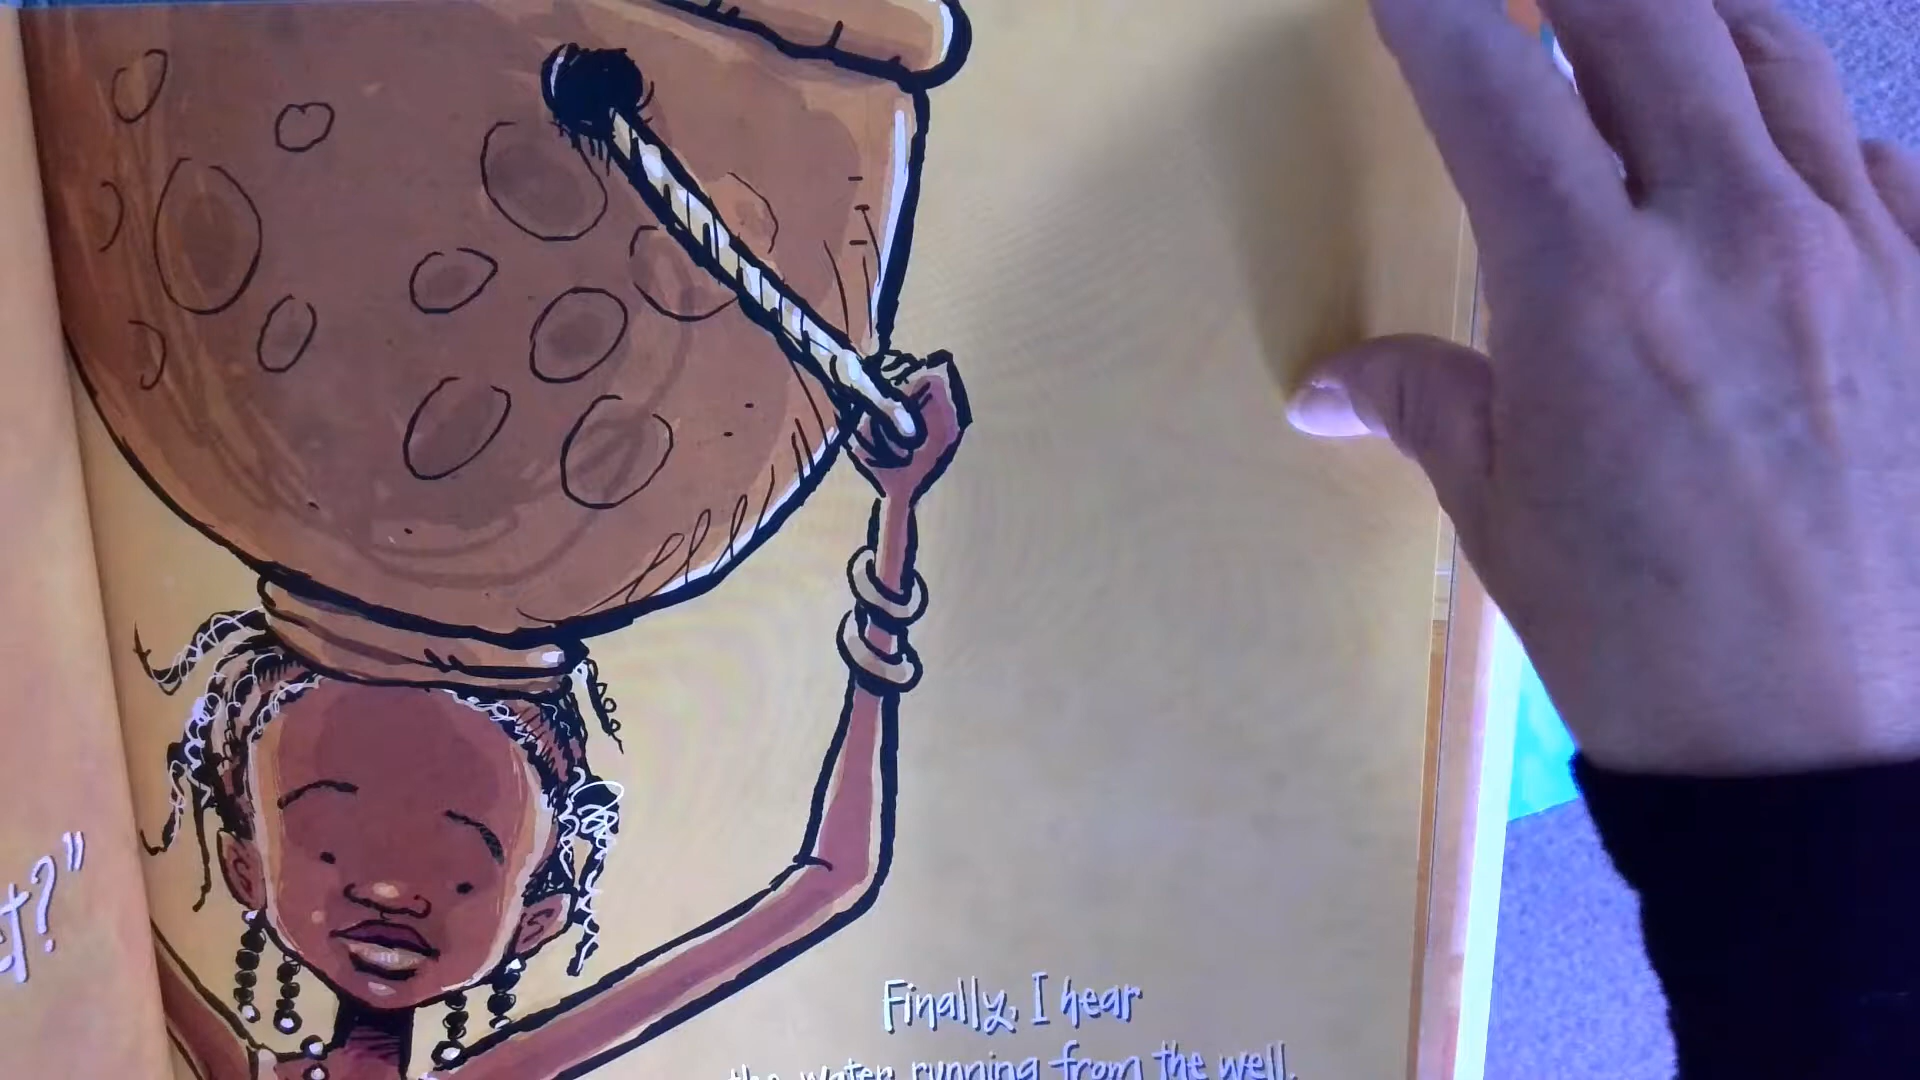 ?"
Finally, I hear
the water running from the well.